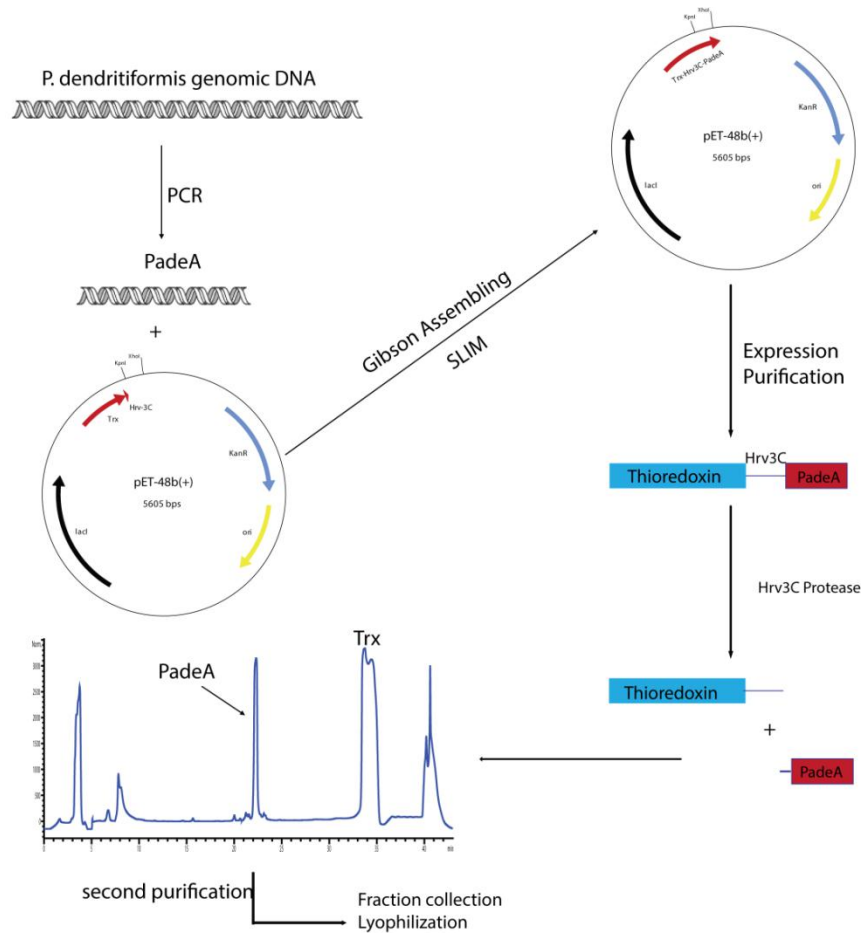 P. dendritiformis genomic DNA
PCR
PadeA
+
KpnI
XhoI
Trx
Hrv-3C
KanR
pET-48b(+)
5605 bps
lacI
ori
Gibson Assembling
SLIM
KpnI
XhoI
Trx-Hrv3C-PadeA
KanR
pET-48b(+)
5605 bps
lacI
ori
Expression
Purification
Hrv3C
Thioredoxin
PadeA
Hrv3C Protease
Thioredoxin
+
PadeA
Trx
PadeA
second purification
Fraction collection
Lyophilization